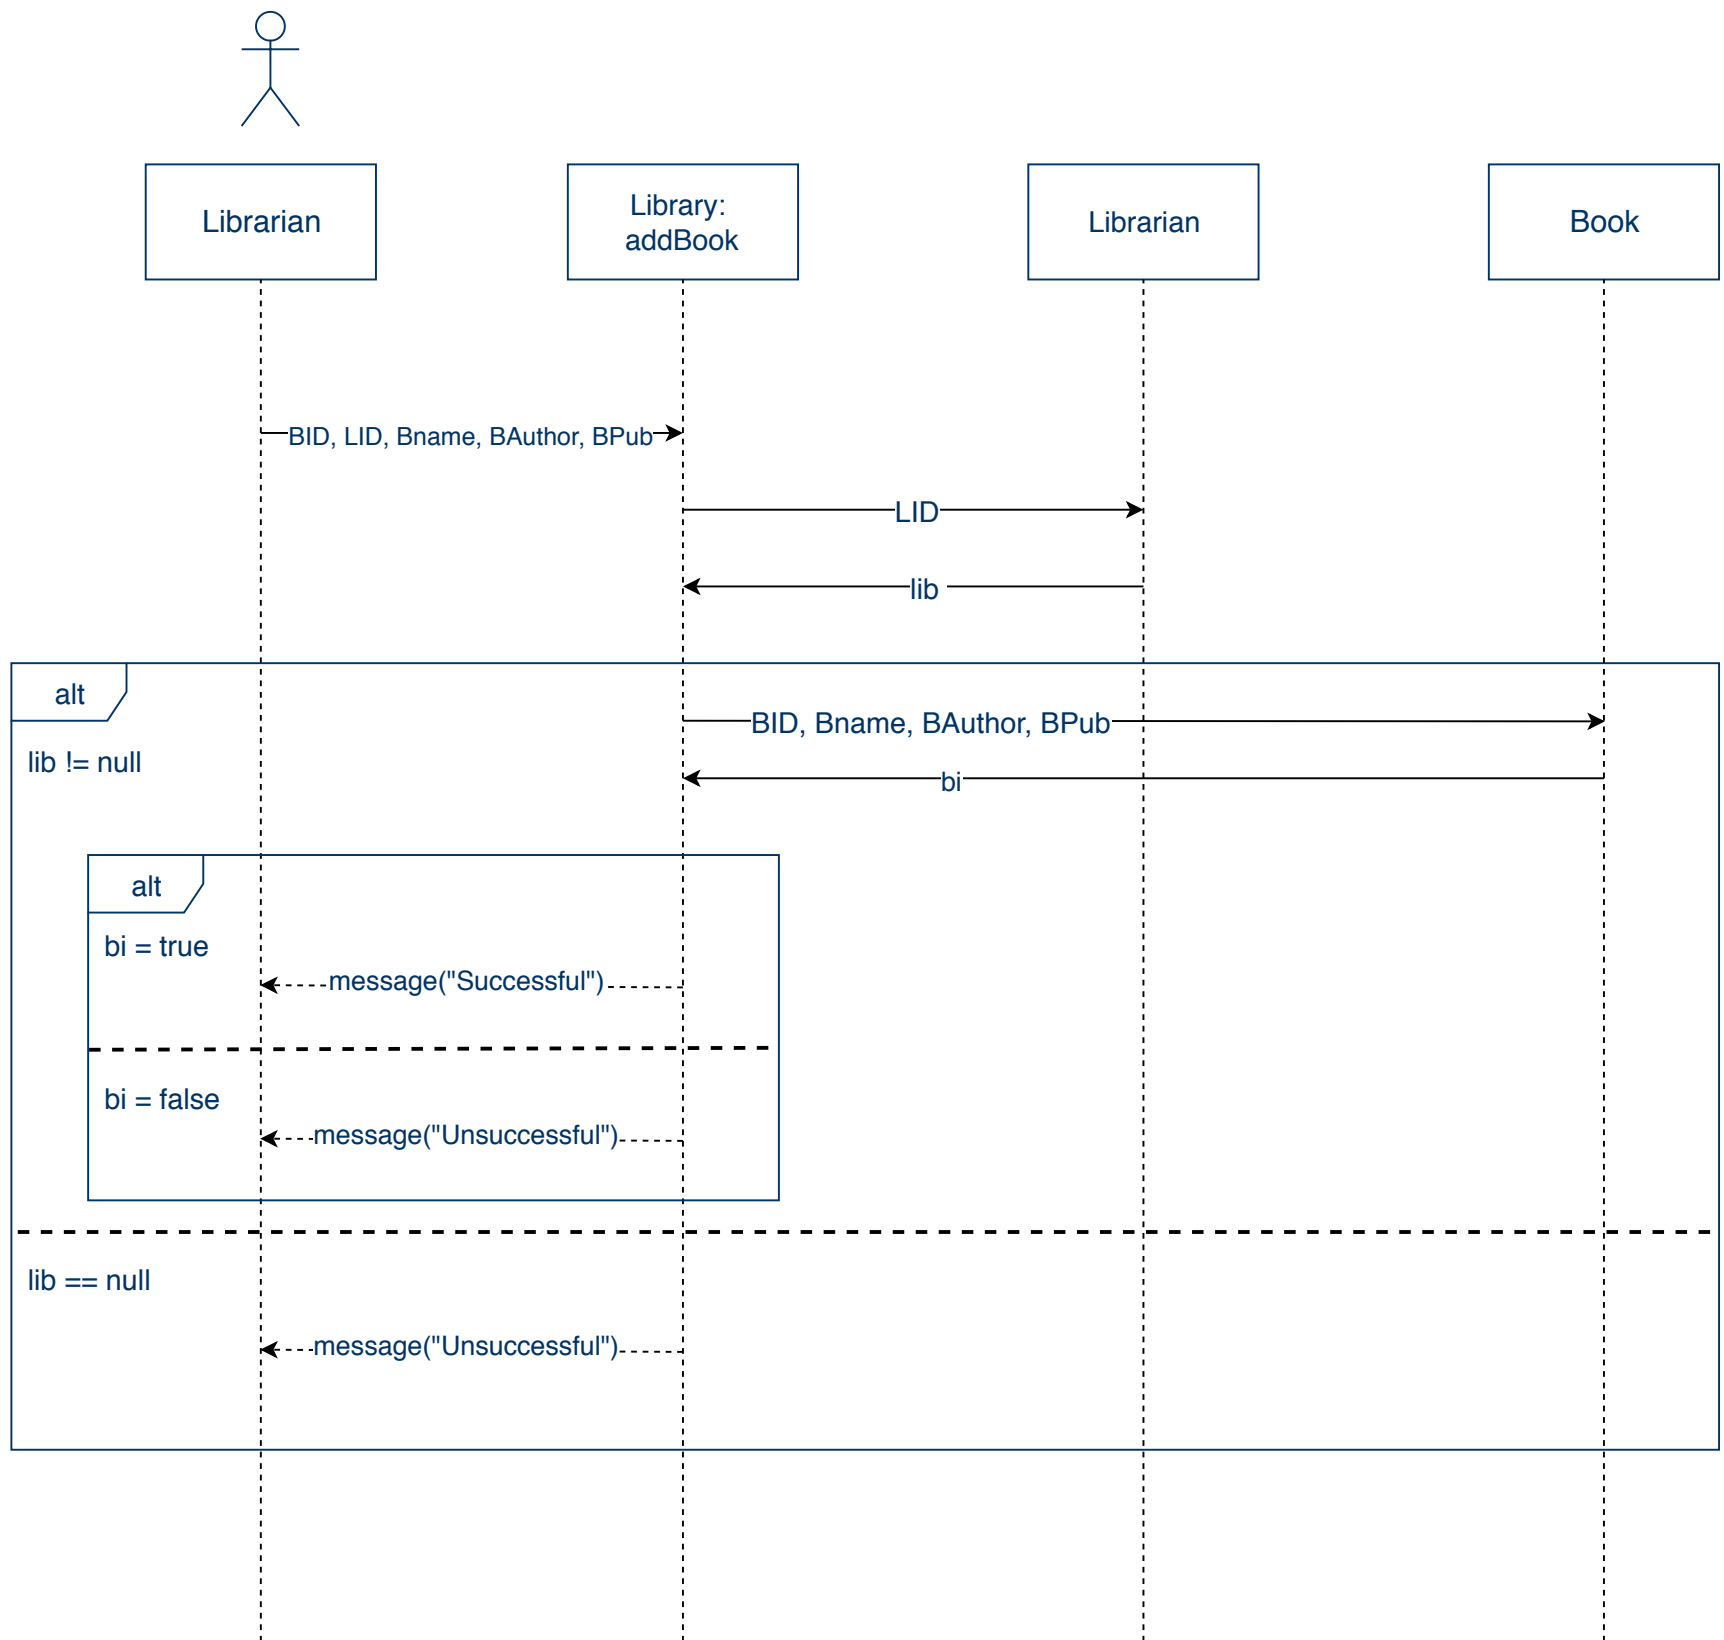 Librarian
Library:
addBook
Librarian
Book
BID, LID, Bname, BAuthor, BPub
LID
lib
alt
BID, Bname, BAuthor, BPub
lib != null
bi
alt
bi = true
message("Successful")
bi = false
message("Unsuccessful")
lib == null
message("Unsuccessful")